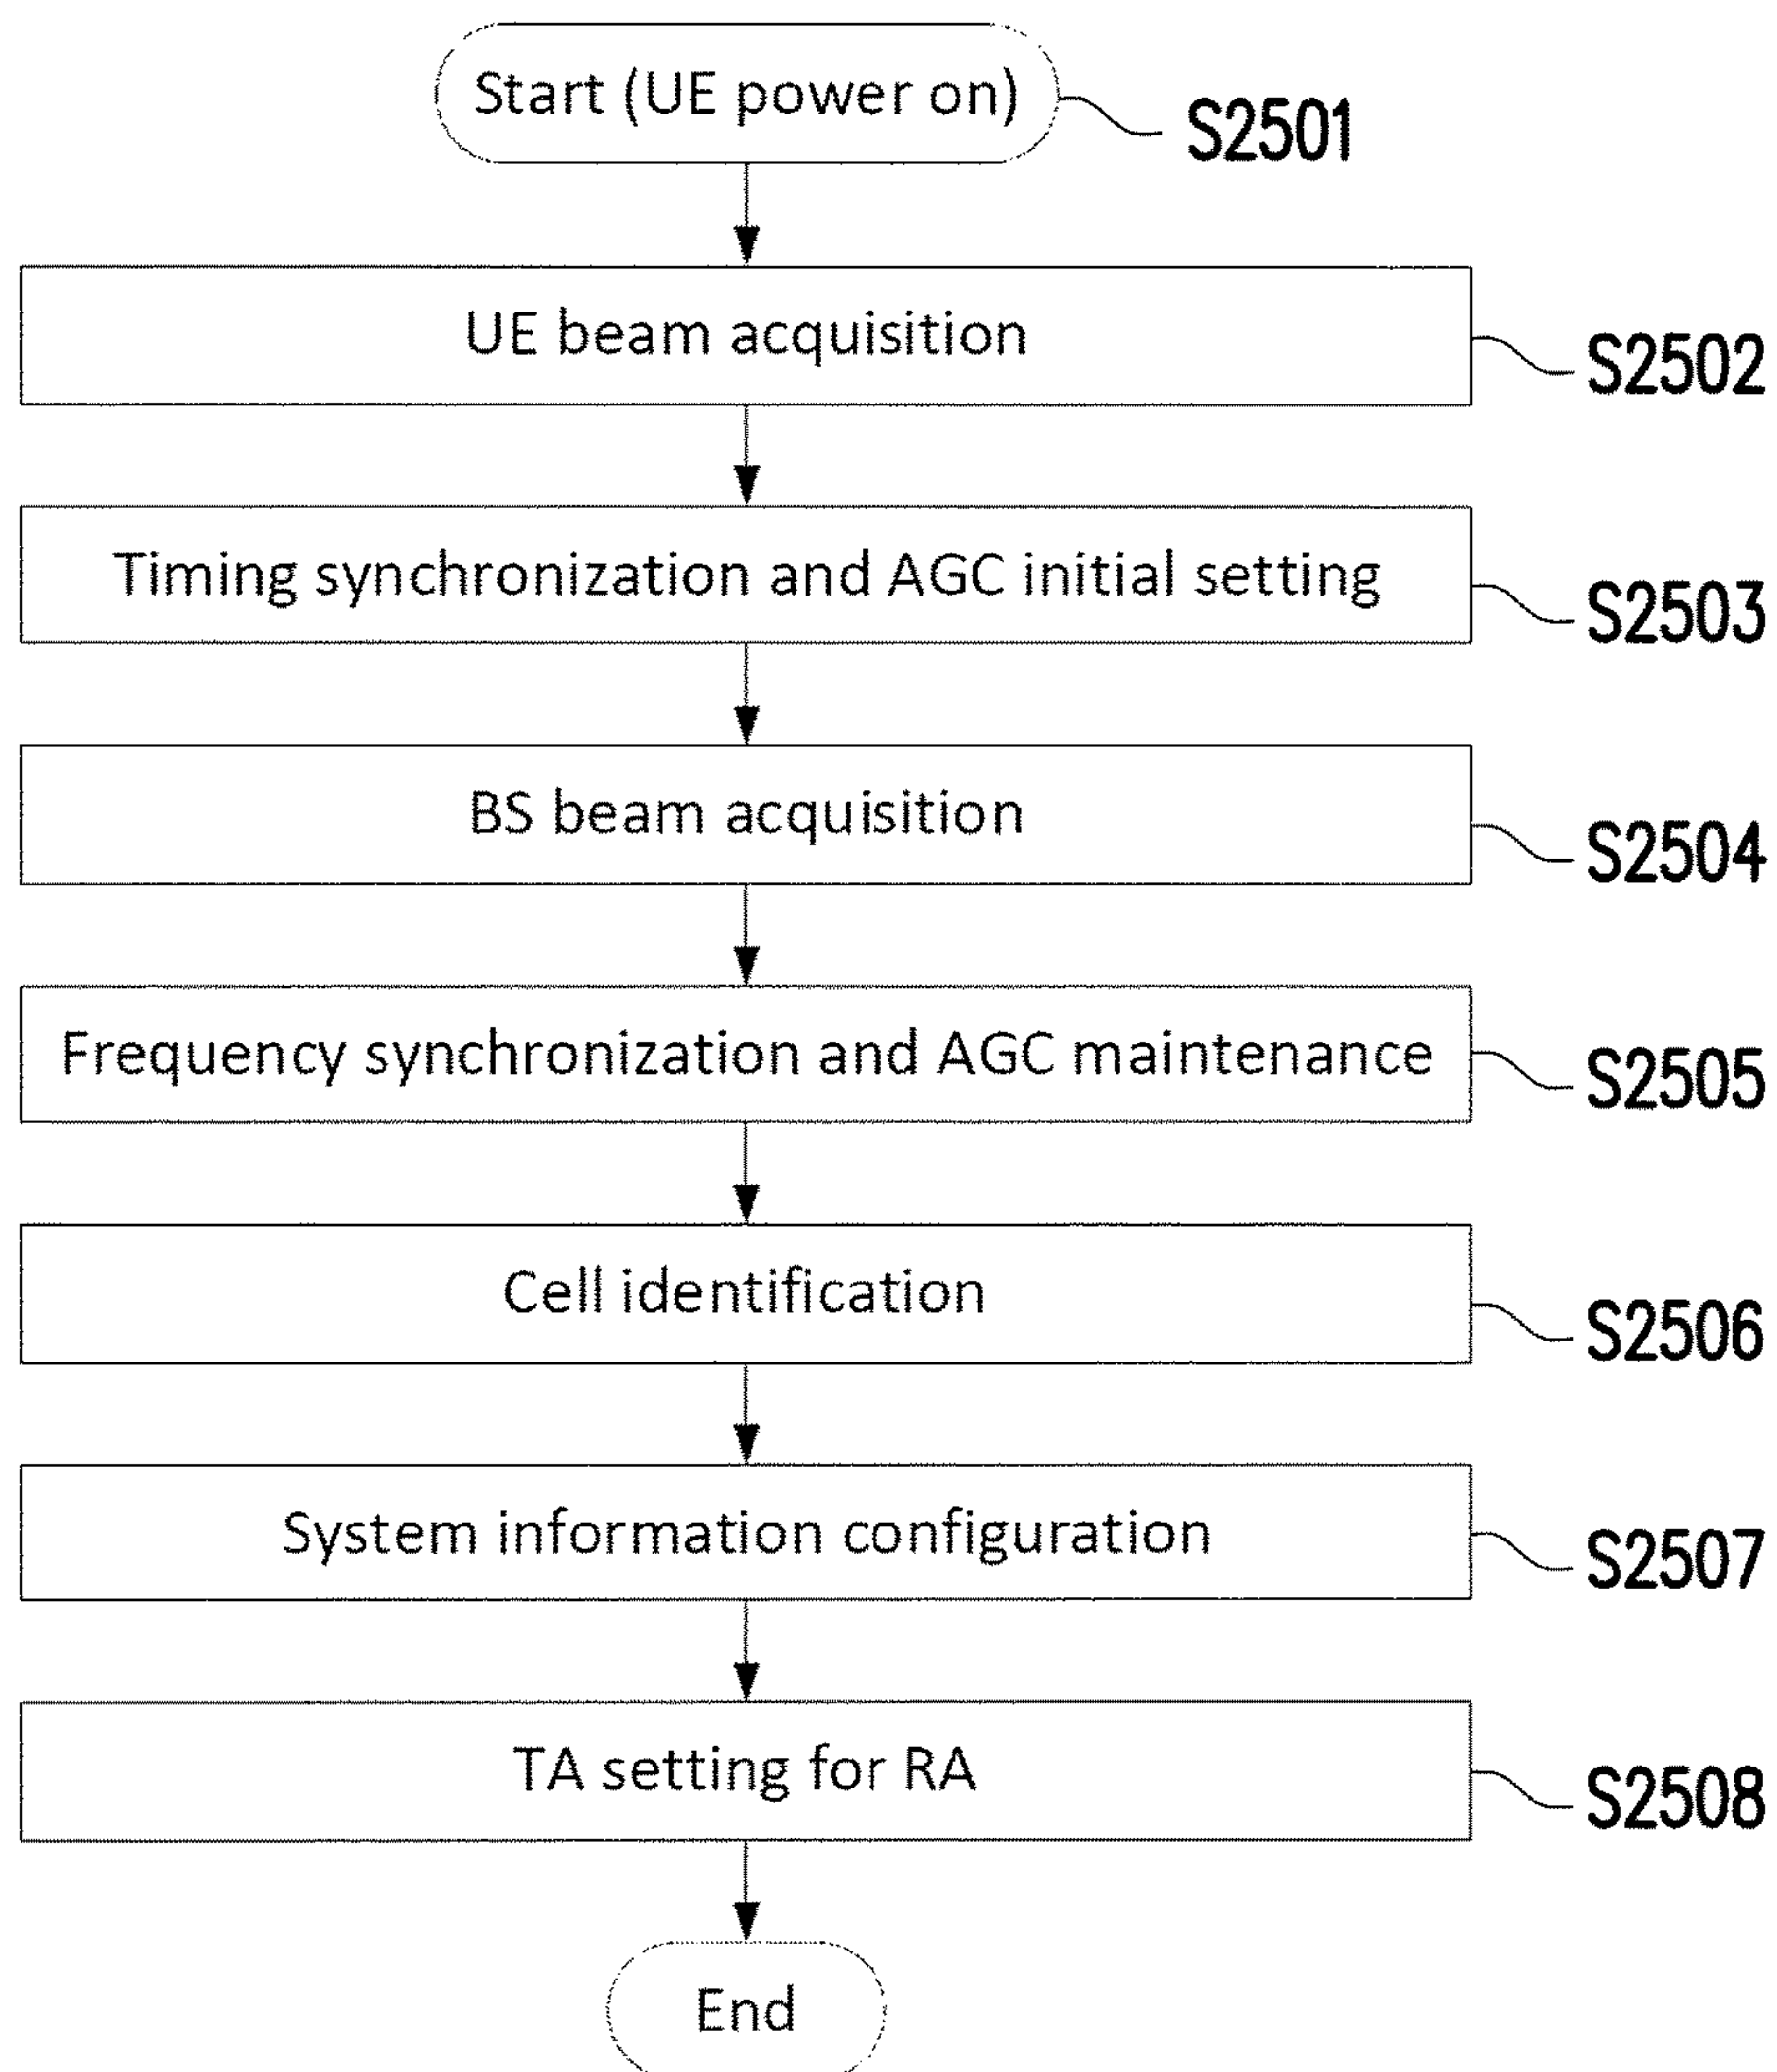 Start (UE power on)
S2501
UE beam acquisition
S2502
Timing synchronization and AGC initial setting
S2503
BS beam acquisition
S2504
Frequency synchronization and AGC maintenance
S2505
Cell identification
S2506
System information configuration
S2507
TA setting for RA
S2508
End